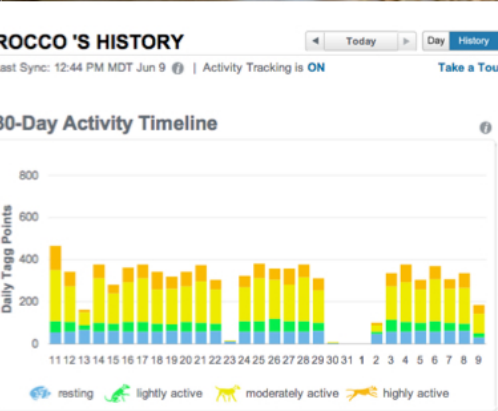 ROCCO 'S HISTORY
Today
Day
History
ast Sync: 12:44 PM MDT Jun 9 | Activity Tracking is ON
Take a Tou
30-Day Activity Timeline
Daily Tagg Points
800
600
400
200
0
11 12 13 14 15 16 17 18 19 20 21 22 23 24 25 26 27 28 29 30 31 1 2 3 4 5 6 7 8 9
resting lightly active moderately active highly active